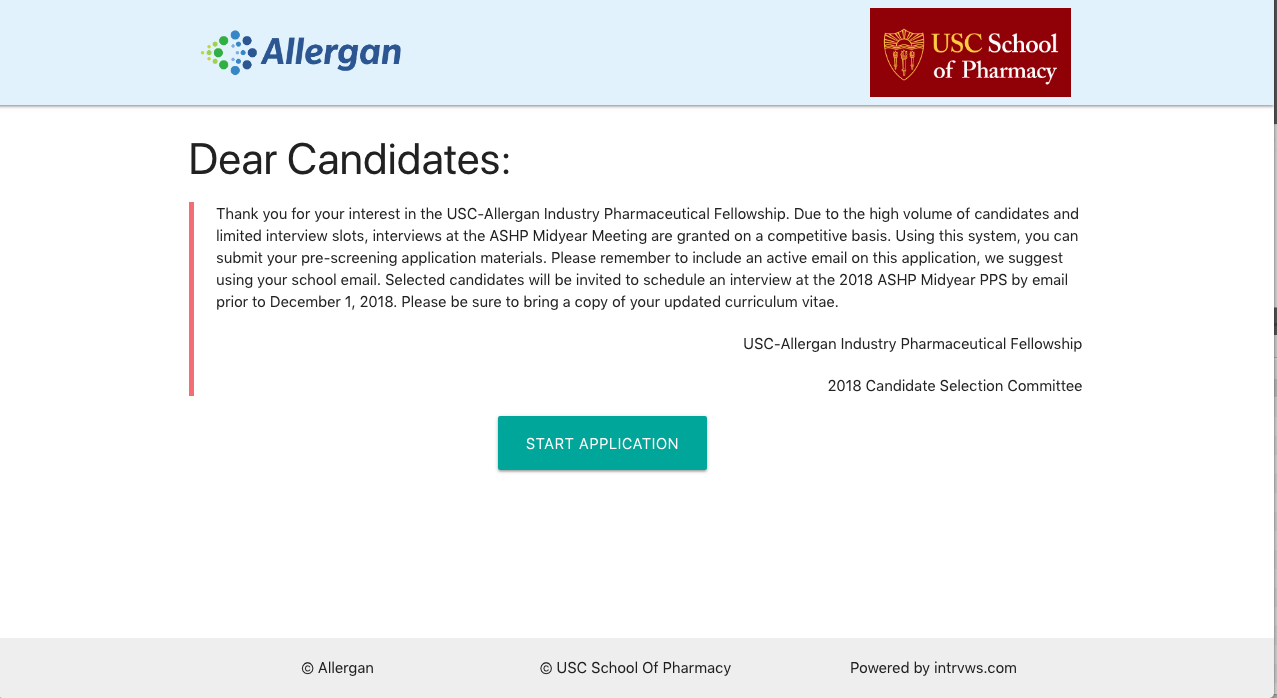 Allergan
USC School
of Pharmacy
Dear Candidates:
Thank you for your interest in the USC-Allergan Industry Pharmaceutical Fellowship. Due to the high volume of candidates and
limited interview slots, interviews at the ASHP Midyear Meeting are granted on a competitive basis. Using this system, you can
submit your pre-screening application materials. Please remember to include an active email on this application, we suggest
using your school email. Selected candidates will be invited to schedule an interview at the 2018 ASHP Midyear PPS by email
prior to December 1, 2018. Please be sure to bring a copy of your updated curriculum vitae.
USC-Allergan Industry Pharmaceutical Fellowship
2018 Candidate Selection Committee
START APPLICATION
© Allergan
© USC School Of Pharmacy
Powered by intrvws.com